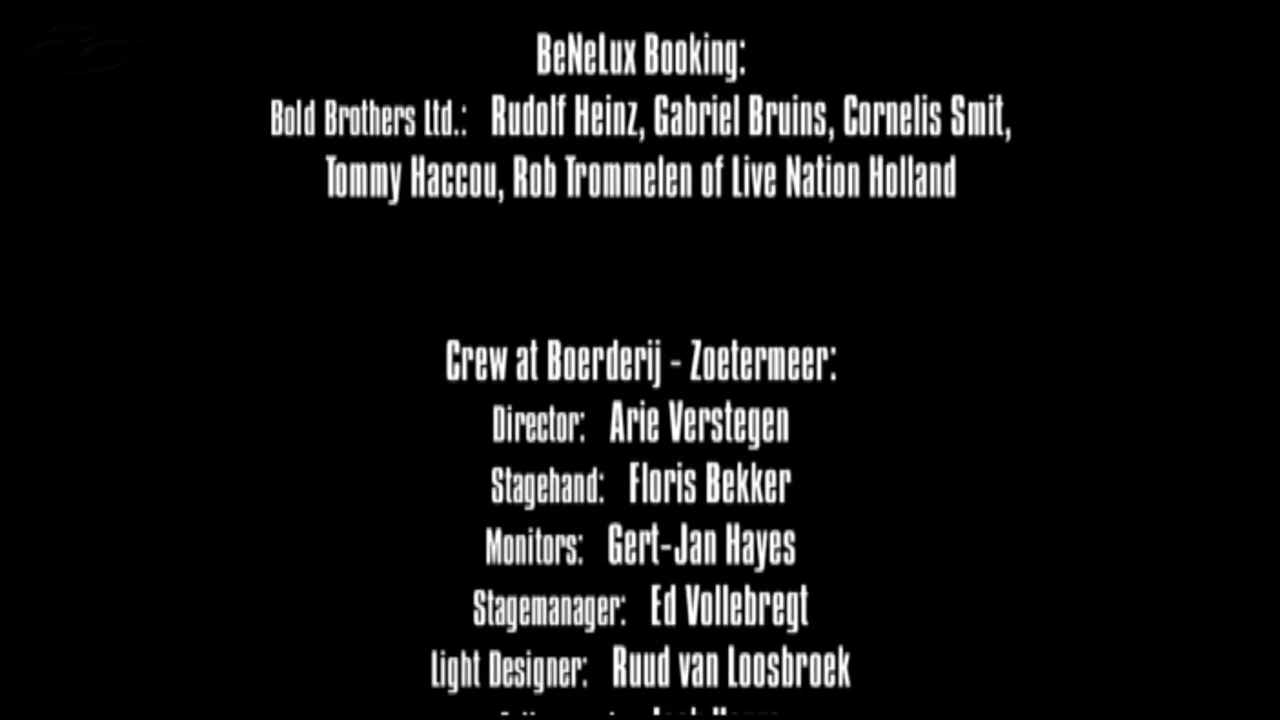 BeNeLux Booking:
Bold Brothers Ltd.: Rudolf Heinz, Gabriel Bruins, Cornelis Smit,
Tommy Haccou, Rob Trommelen of Live Nation Holland
Crew at Boerderij - Zoetermeer:
Director: Arie Verstegen
Stagehand: Floris Bekker
Monitors: Gert-Jan Hayes
Stagemanager: Ed Vollebregt
Light Designer: Ruud van Loosbroek